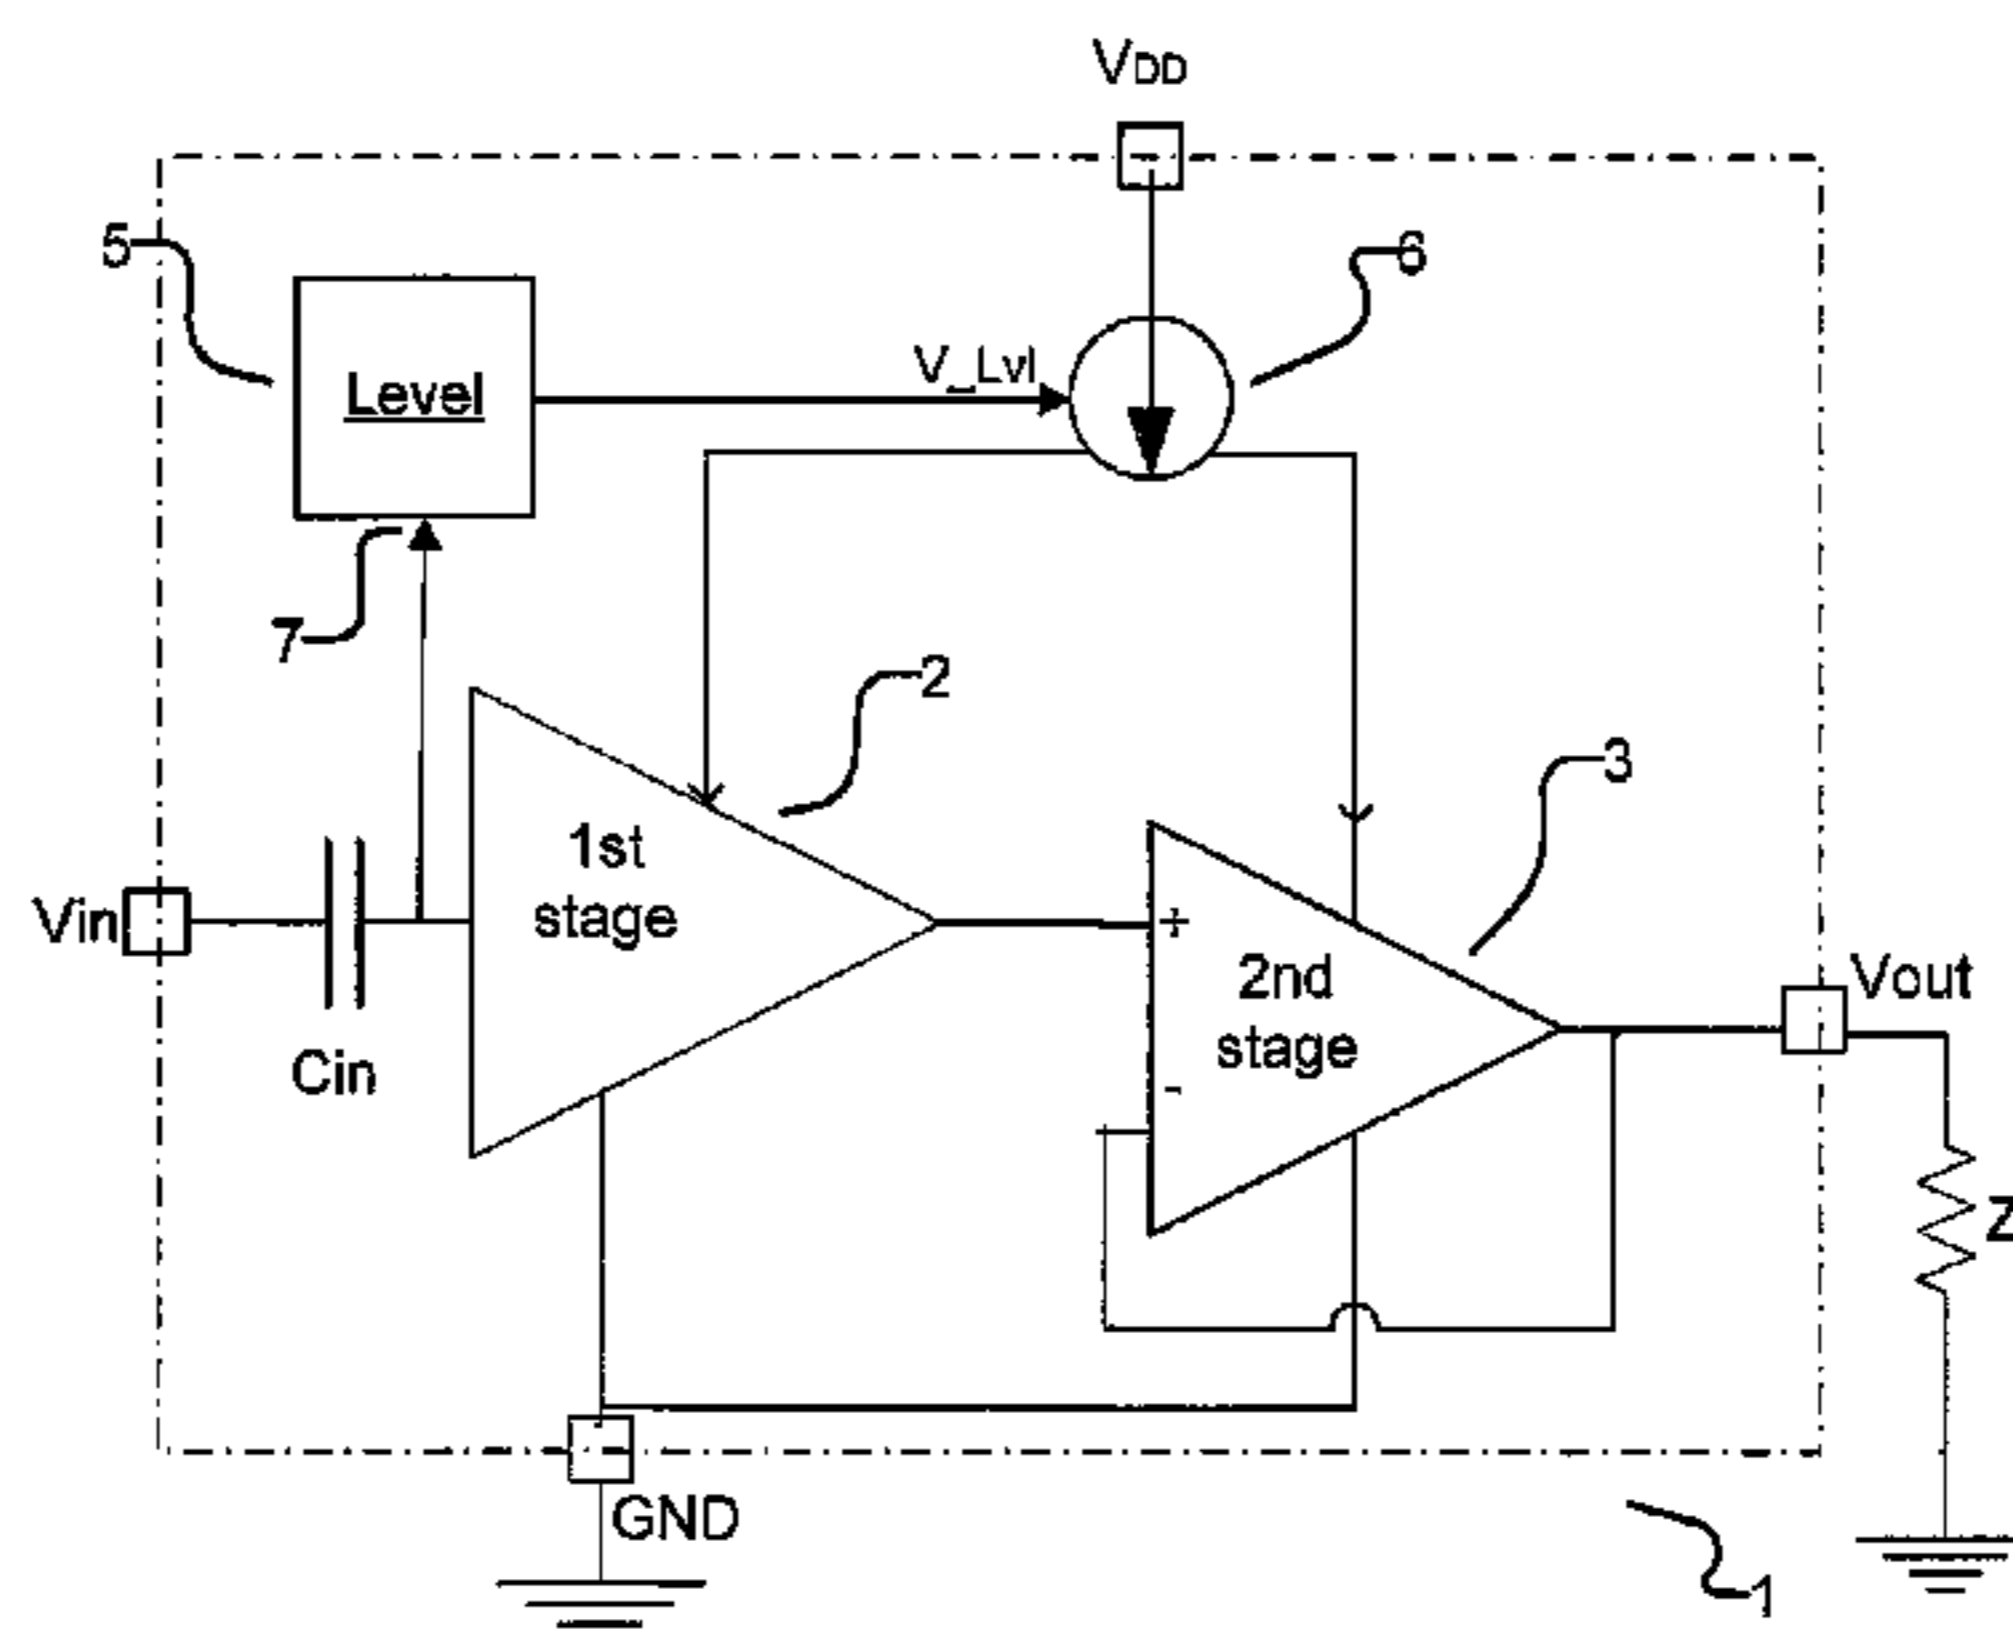 VDD
5
6
Level
V_Lvl
7
2
3
1st
stage
Vin
+
2nd
stage
Vout
-
Cin
Z
GND
1